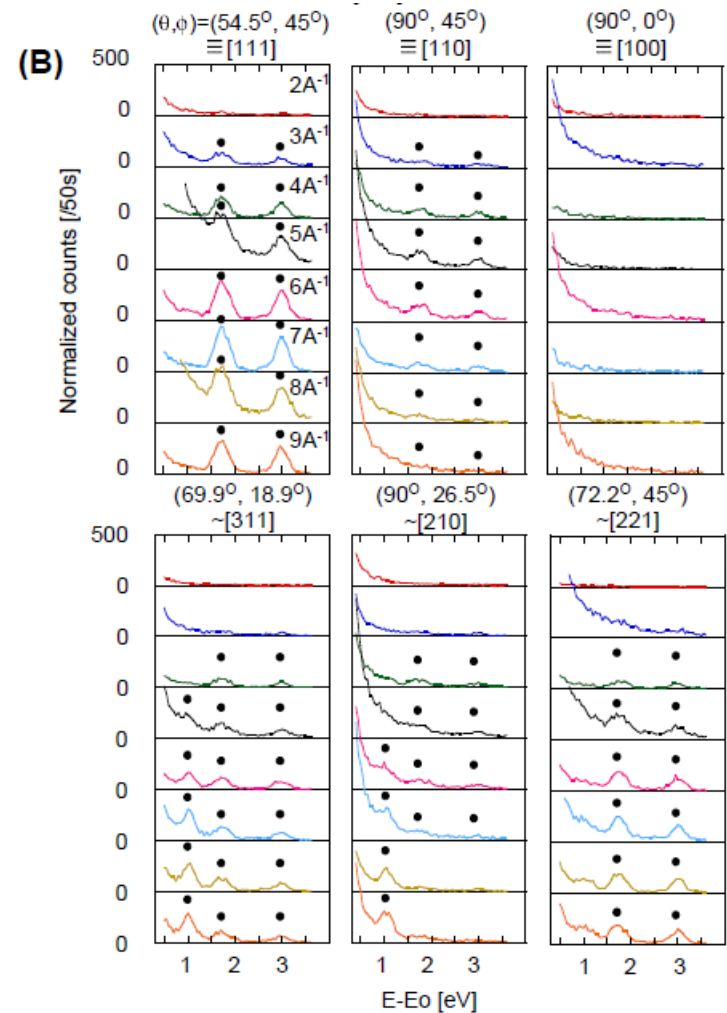 (θ,ϕ)=(54.5°, 45°) (90°, 45°) (90°, 0°)
≡[111] ≡[110] ≡[100]
(B)
500
2A⁻¹
0
3A⁻¹
0
4A⁻¹
0
5A⁻¹
0
6A⁻¹
0
7A⁻¹
0
8A⁻¹
0
9A⁻¹
0
Normalized counts [/50s]
(69.9°, 18.9°) (90°, 26.5°) (72.2°, 45°)
~[311] ~[210] ~[221]
500
0
0
0
0
0
0
0
0
1 2 3 1 2 3 1 2 3
E-Eo [eV]